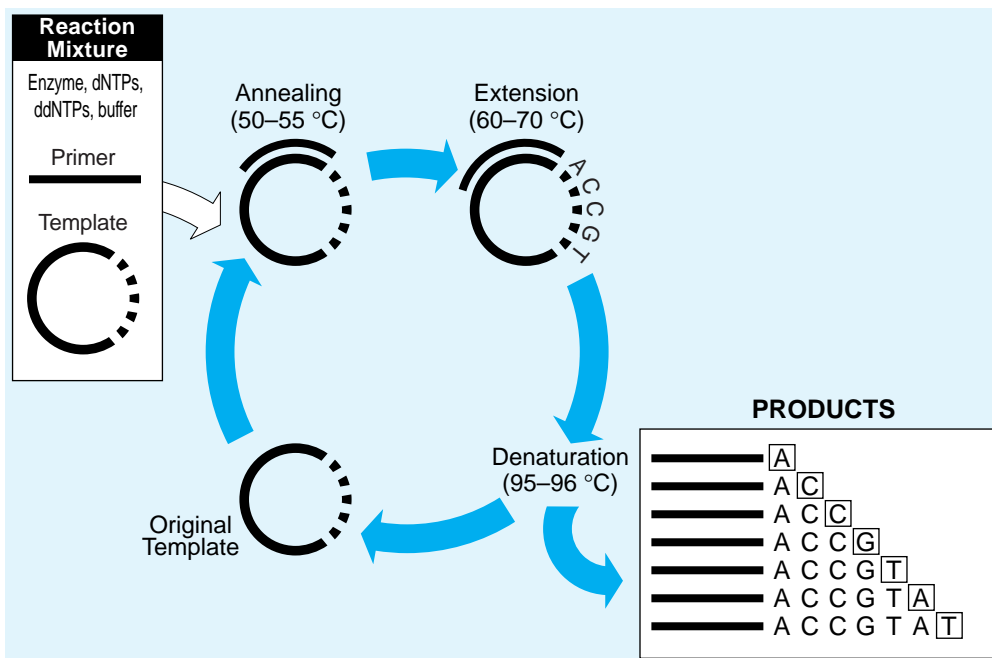 Reaction
Mixture
Enzyme, dNTPs,
ddNTPs, buffer
Primer
Template
Annealing
(50–55 °C)
Extension
(60–70 °C)
A
C
C
G
T
Denaturation
(95–96 °C)
Original
Template
PRODUCTS
A
A C
A C C
A C C G
A C C G T
A C C G T A
A C C G T A T